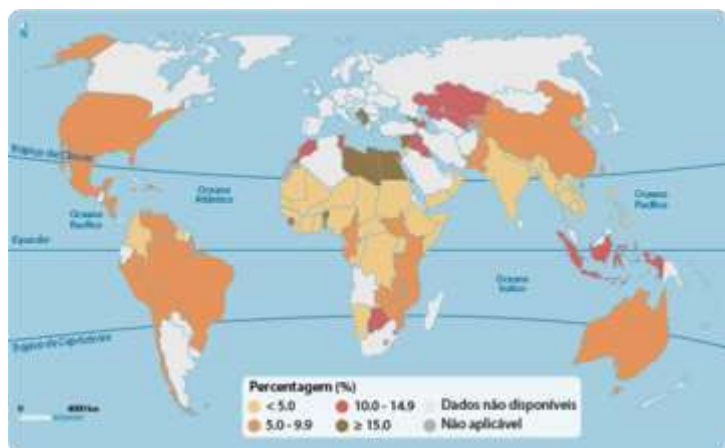 Trópico de Câncer
Oceano
Atlântico
Oceano
Pacífico
Oceano
Pacífico
Equador
Oceano
Índico
Trópico de Capricórnio
Percentagem (%)
< 5.0
10.0 - 14.9
Dados não disponíveis
5.0 - 9.9
≥ 15.0
Não aplicável
0